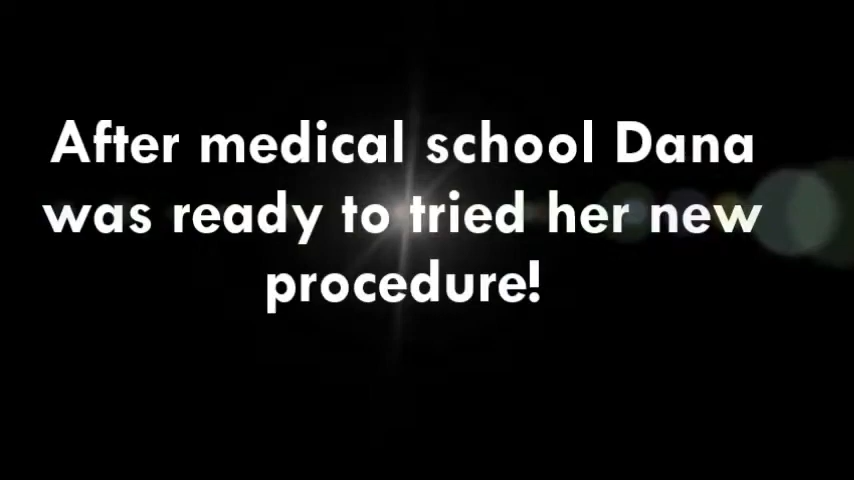 After medical school Dana
was ready to tried her new
procedure!